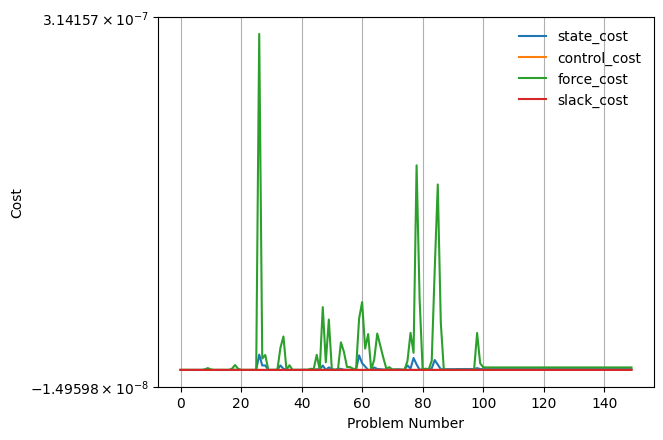 3.14157 × 10⁻⁷
state_cost
control_cost
force_cost
slack_cost
Cost
−1.49598 × 10⁻⁸
0 20 40 60 80 100 120 140
Problem Number